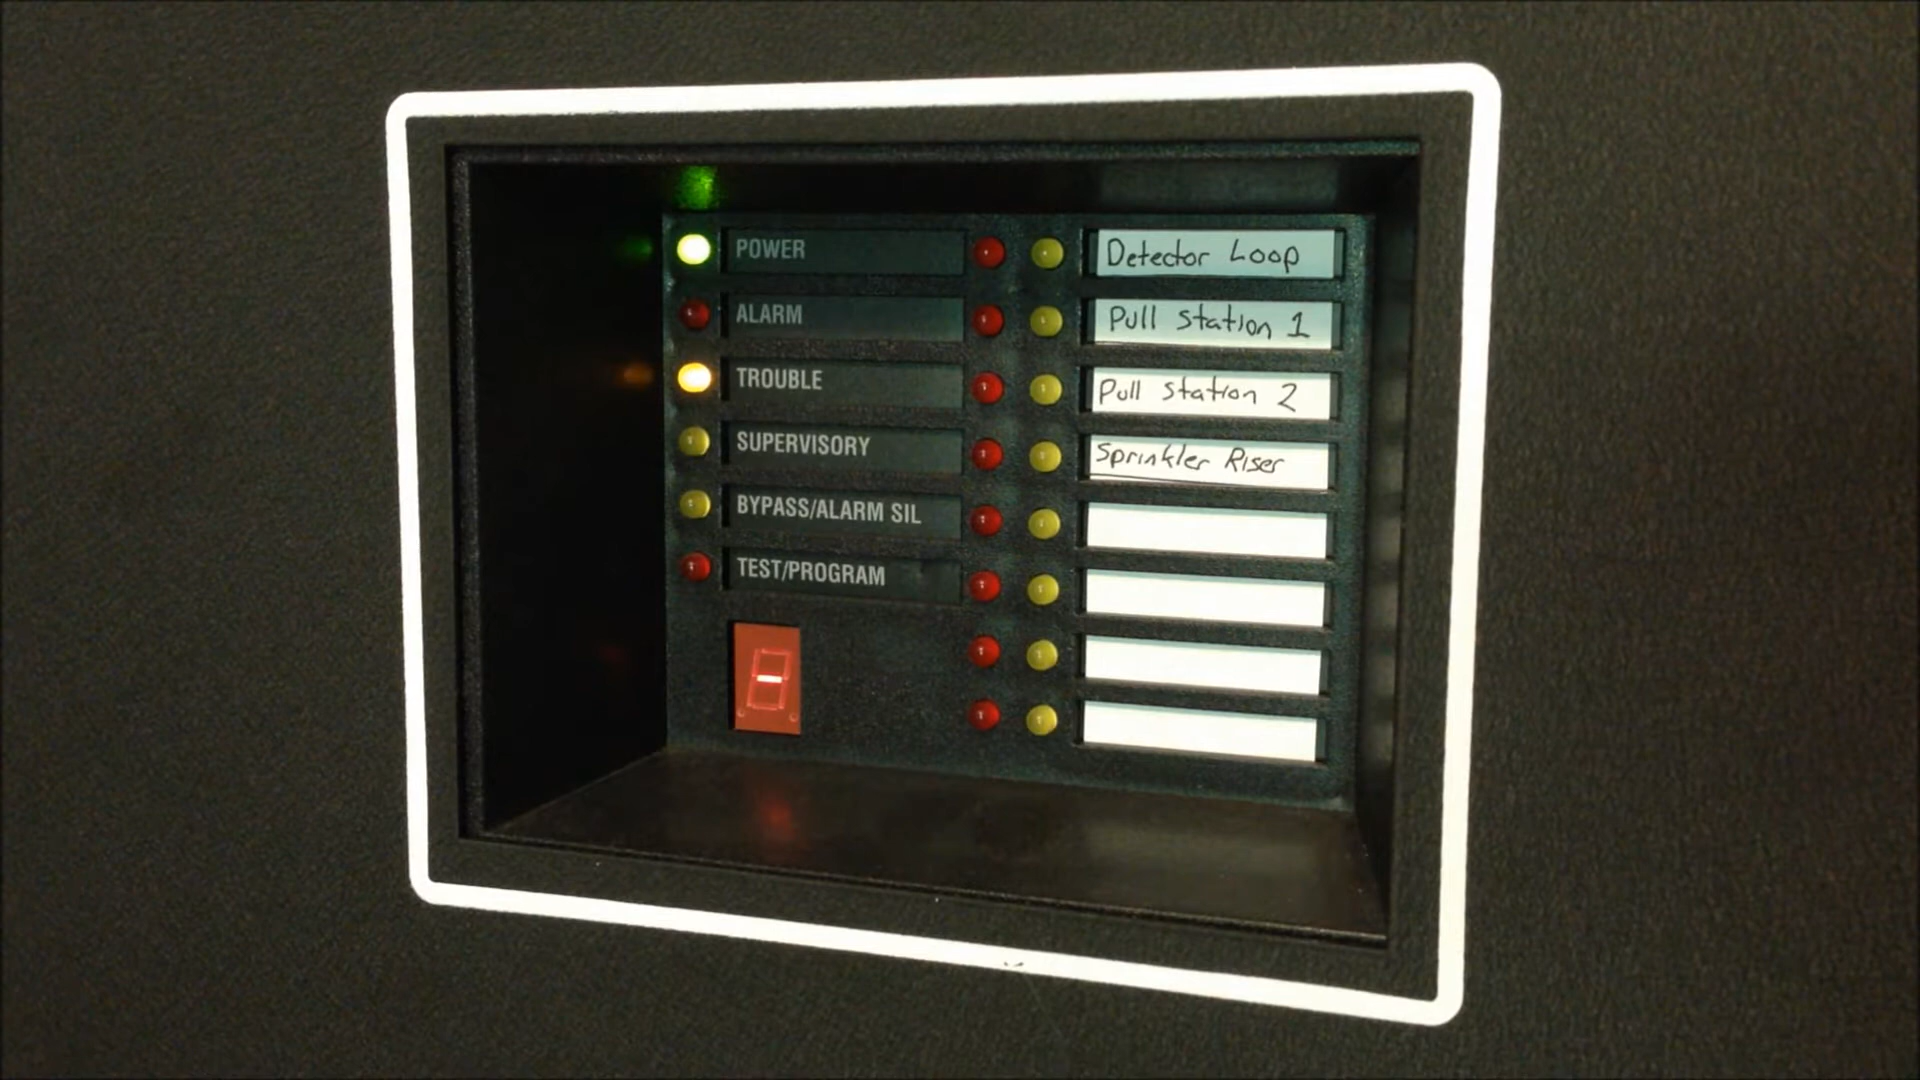 POWER
ALARM
TROUBLE
SUPERVISORY
BYPASS/ALARM SIL
TEST/PROGRAM
Detector Loop
Pull Station 1
Pull Station 2
Sprinkler Riser